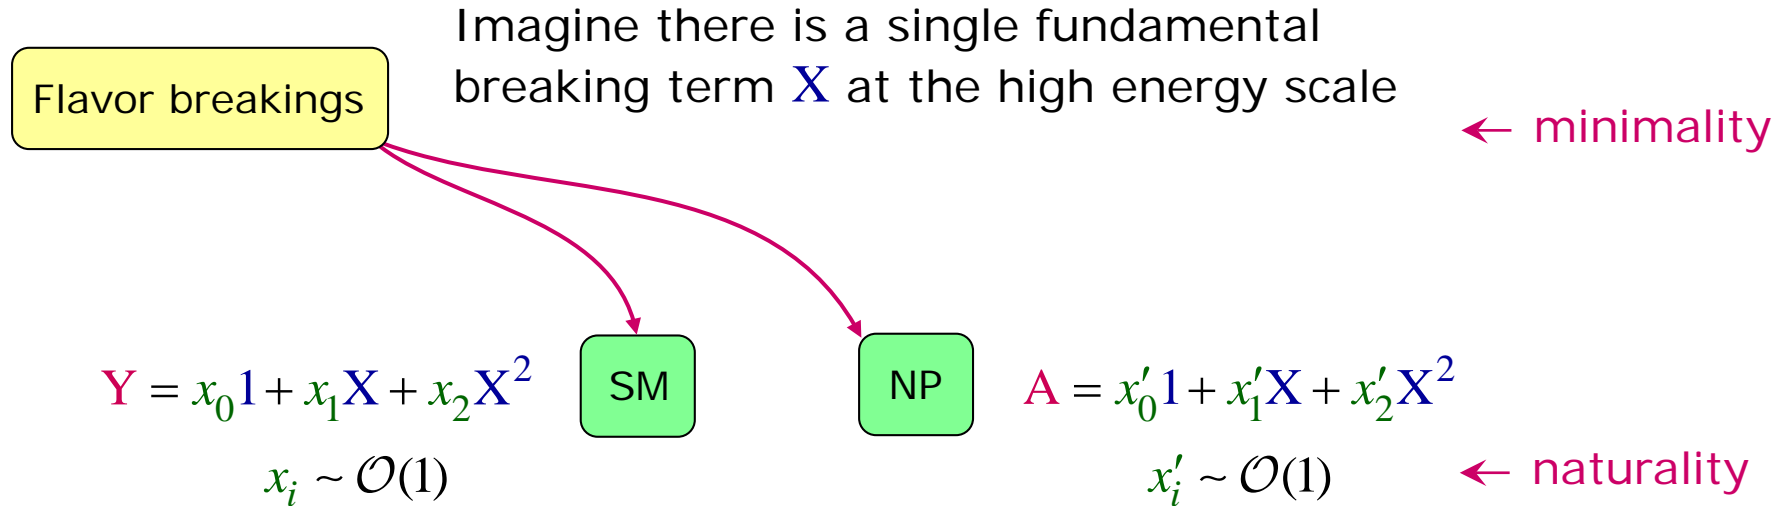 Imagine there is a single fundamental
breaking term X at the high energy scale
Flavor breakings
← minimality
Y = x₀1 + x₁X + x₂X²
SM
NP
A = x′₀1 + x′₁X + x′₂X²
xᵢ ~ 𝒪(1)
x′ᵢ ~ 𝒪(1)
← naturality